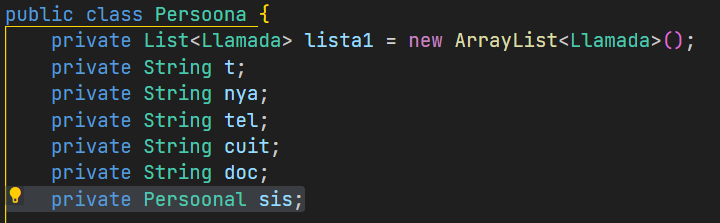 public class Persoona {
private List<Llamada> lista1 = new ArrayList<Llamada>();
private String t;
private String nya;
private String tel;
private String cuit;
private String doc;
private Persoonal sis;